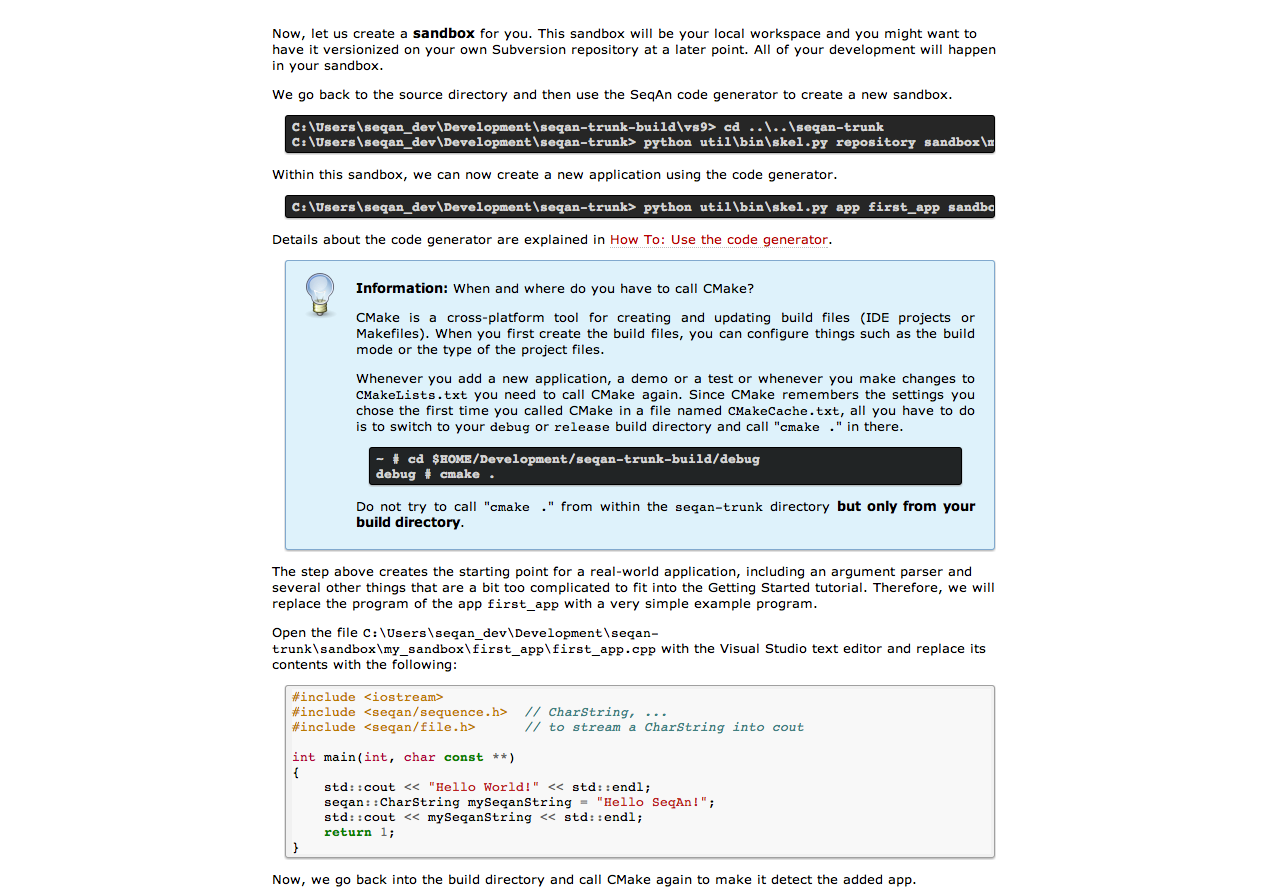 Now, let us create a sandbox for you. This sandbox will be your local workspace and you might want to
have it versionized on your own Subversion repository at a later point. All of your development will happen
in your sandbox.
We go back to the source directory and then use the SeqAn code generator to create a new sandbox.
C:\Users\seqan_dev\Development\seqan-trunk-build\vs9> cd ..\..\seqan-trunk
C:\Users\seqan_dev\Development\seqan-trunk> python util\bin\skel.py repository sandbox\m
Within this sandbox, we can now create a new application using the code generator.
C:\Users\seqan_dev\Development\seqan-trunk> python util\bin\skel.py app first_app sandbo
Details about the code generator are explained in How To: Use the code generator.
Information: When and where do you have to call CMake?
CMake is a cross-platform tool for creating and updating build files (IDE projects or
Makefiles). When you first create the build files, you can configure things such as the build
mode or the type of the project files.
Whenever you add a new application, a demo or a test or whenever you make changes to
CMakeLists.txt you need to call CMake again. Since CMake remembers the settings you
chose the first time you called CMake in a file named CMakeCache.txt, all you have to do
is to switch to your debug or release build directory and call "cmake ." in there.
~ # cd $HOME/Development/seqan-trunk-build/debug
debug # cmake .
Do not try to call "cmake ." from within the seqan-trunk directory but only from your
build directory.
The step above creates the starting point for a real-world application, including an argument parser and
several other things that are a bit too complicated to fit into the Getting Started tutorial. Therefore, we will
replace the program of the app first_app with a very simple example program.
Open the file C:\Users\seqan_dev\Development\seqan-
trunk\sandbox\my_sandbox\first_app\first_app.cpp with the Visual Studio text editor and replace its
contents with the following:
#include <iostream>
#include <seqan/sequence.h>  // CharString, ...
#include <seqan/file.h>      // to stream a CharString into cout
int main(int, char const **)
{
    std::cout << "Hello World!" << std::endl;
    seqan::CharString mySeqanString = "Hello SeqAn!";
    std::cout << mySeqanString << std::endl;
    return 1;
}
Now, we go back into the build directory and call CMake again to make it detect the added app.